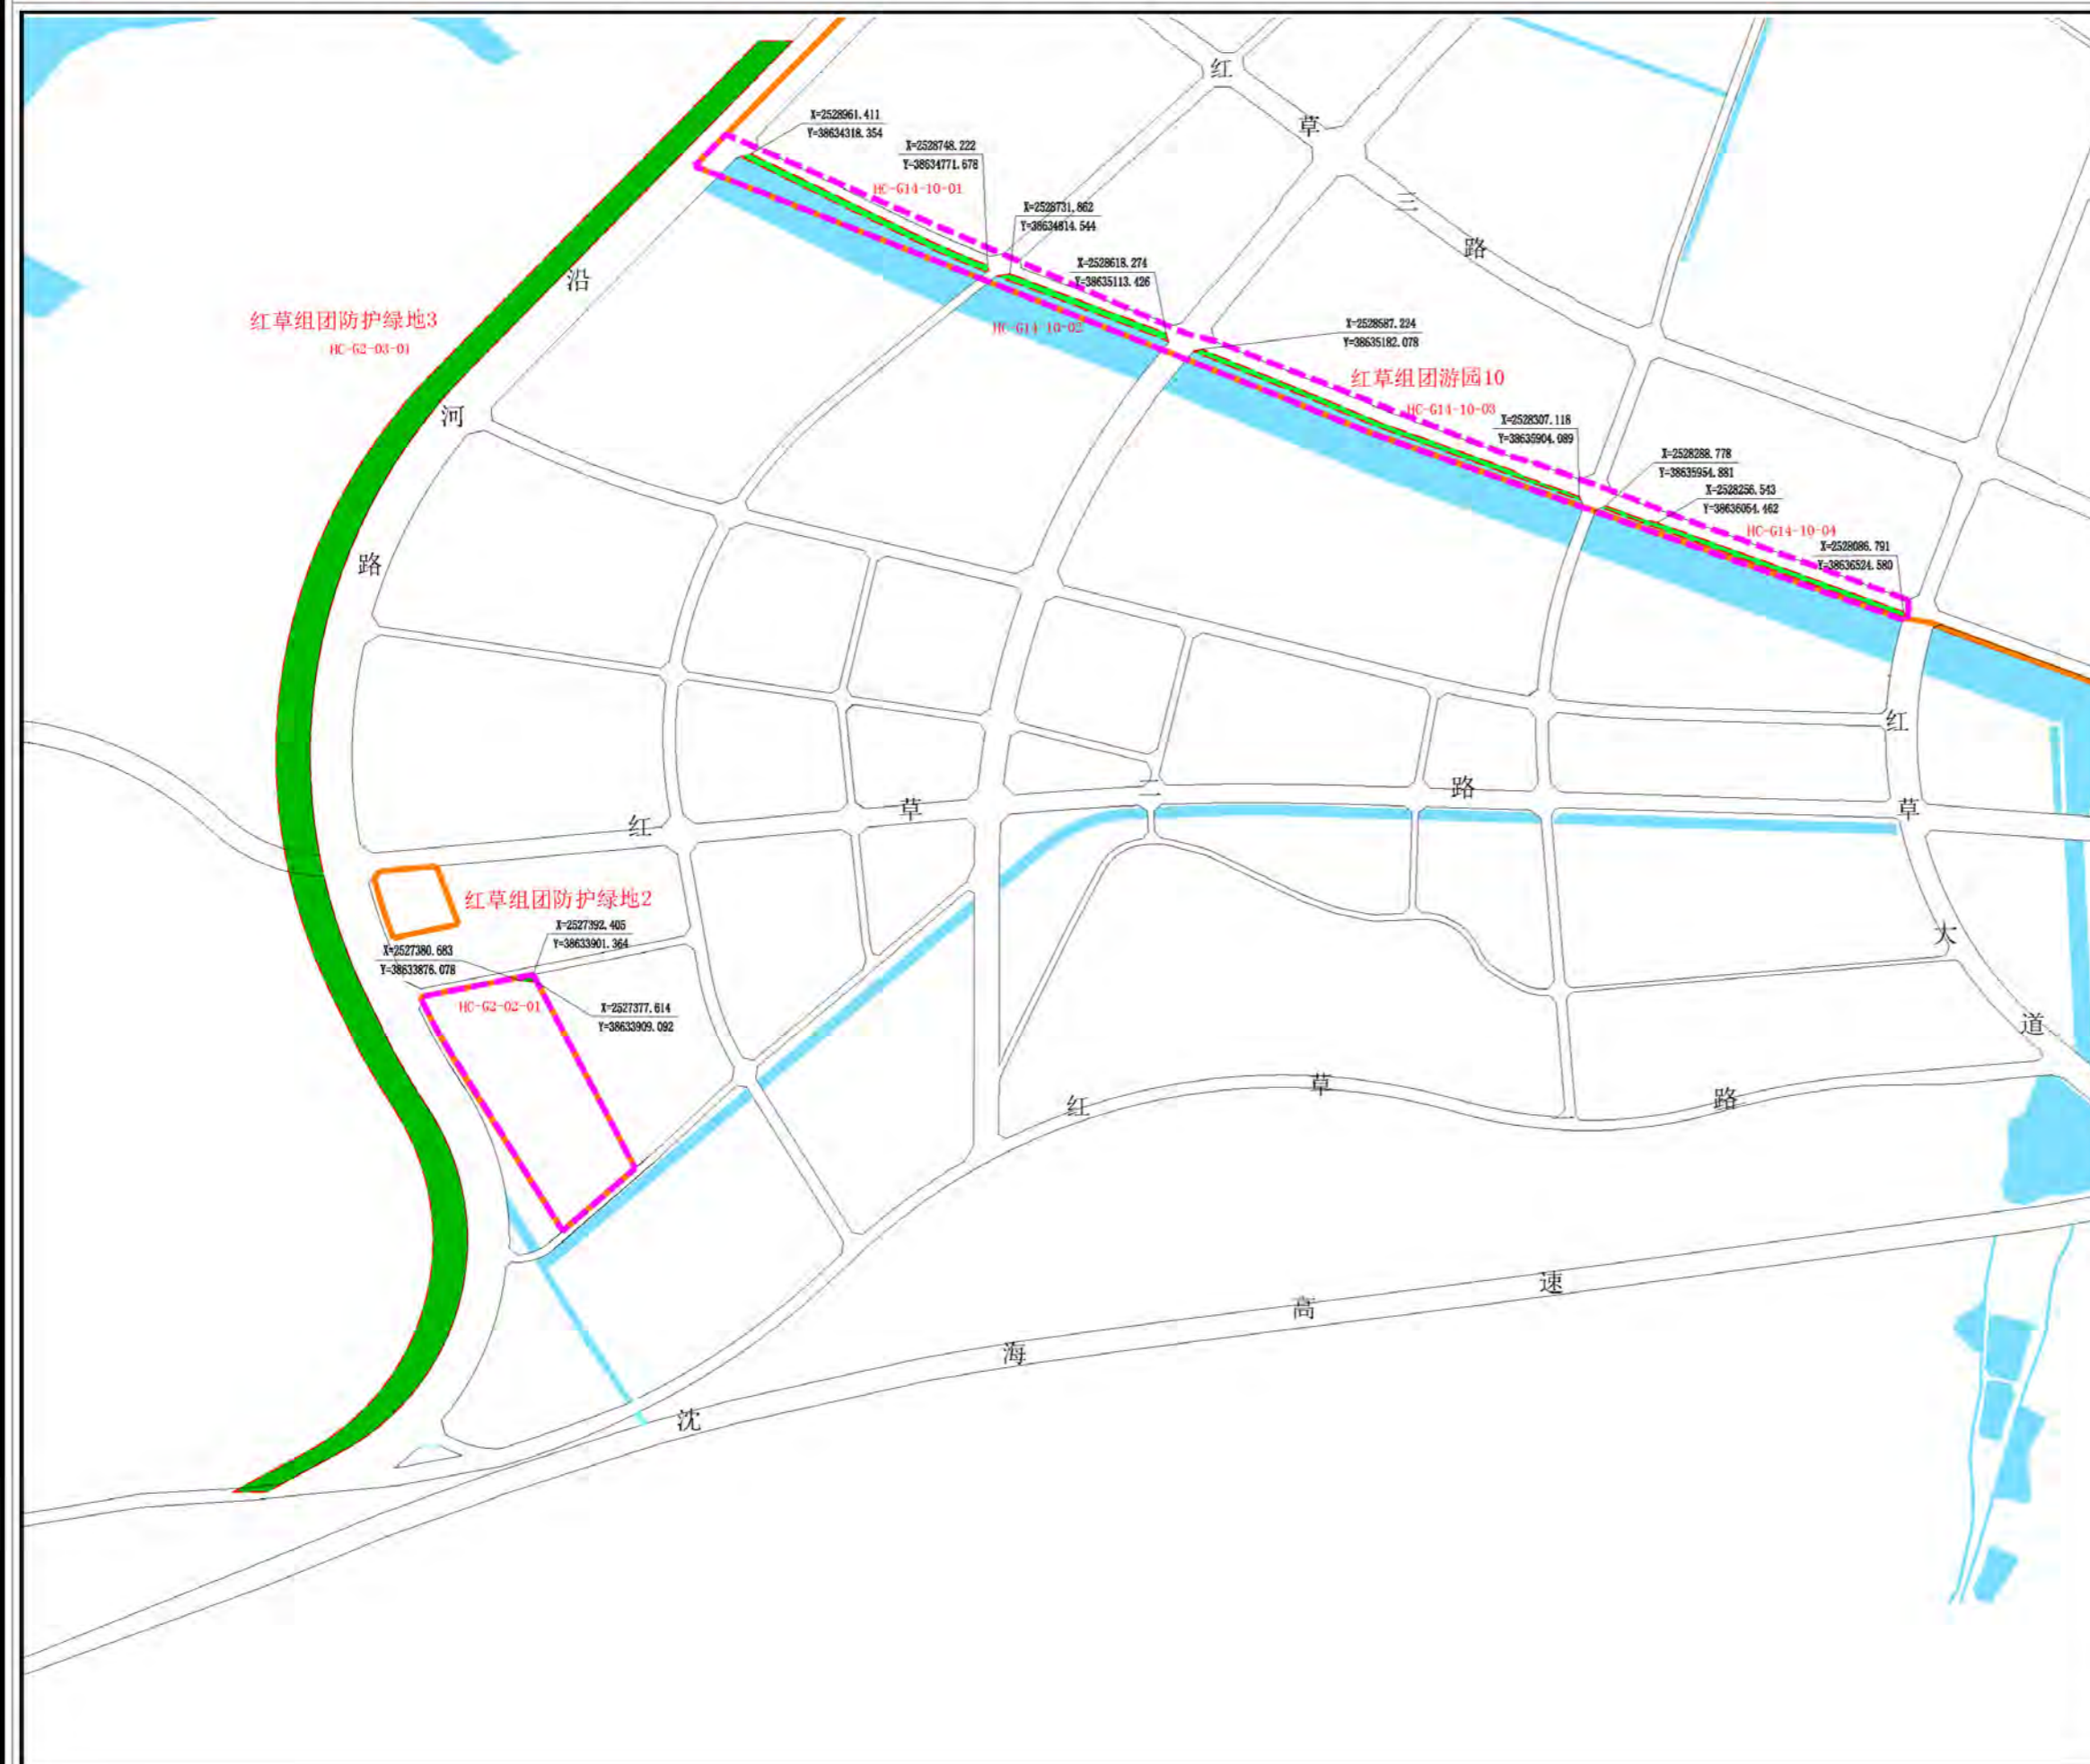 红
草
三
路
X=2528961.411
Y=38634318.354
X=2528748.222
Y=38634771.678
HC-G14-10-01
X=2528731.862
Y=38634814.544
X=2528618.274
Y=38635113.426
HC-G14-10-02
X=2528587.224
Y=38635182.078
红草组团游园10
HC-G14-10-03
X=2528307.118
Y=38635904.089
X=2528288.778
Y=38635954.881
X=2528256.543
Y=38636054.462
HC-G14-10-04
X=2528086.791
Y=38636524.580
红草组团防护绿地3
HC-G2-03-01
沿
河
路
红
草
二
路
红
草
大
道
红草组团防护绿地2
X=2527392.405
Y=38633901.364
X=2527380.683
Y=38633876.078
HC-G2-02-01
X=2527377.614
Y=38633909.092
红
草
路
沈
海
高
速